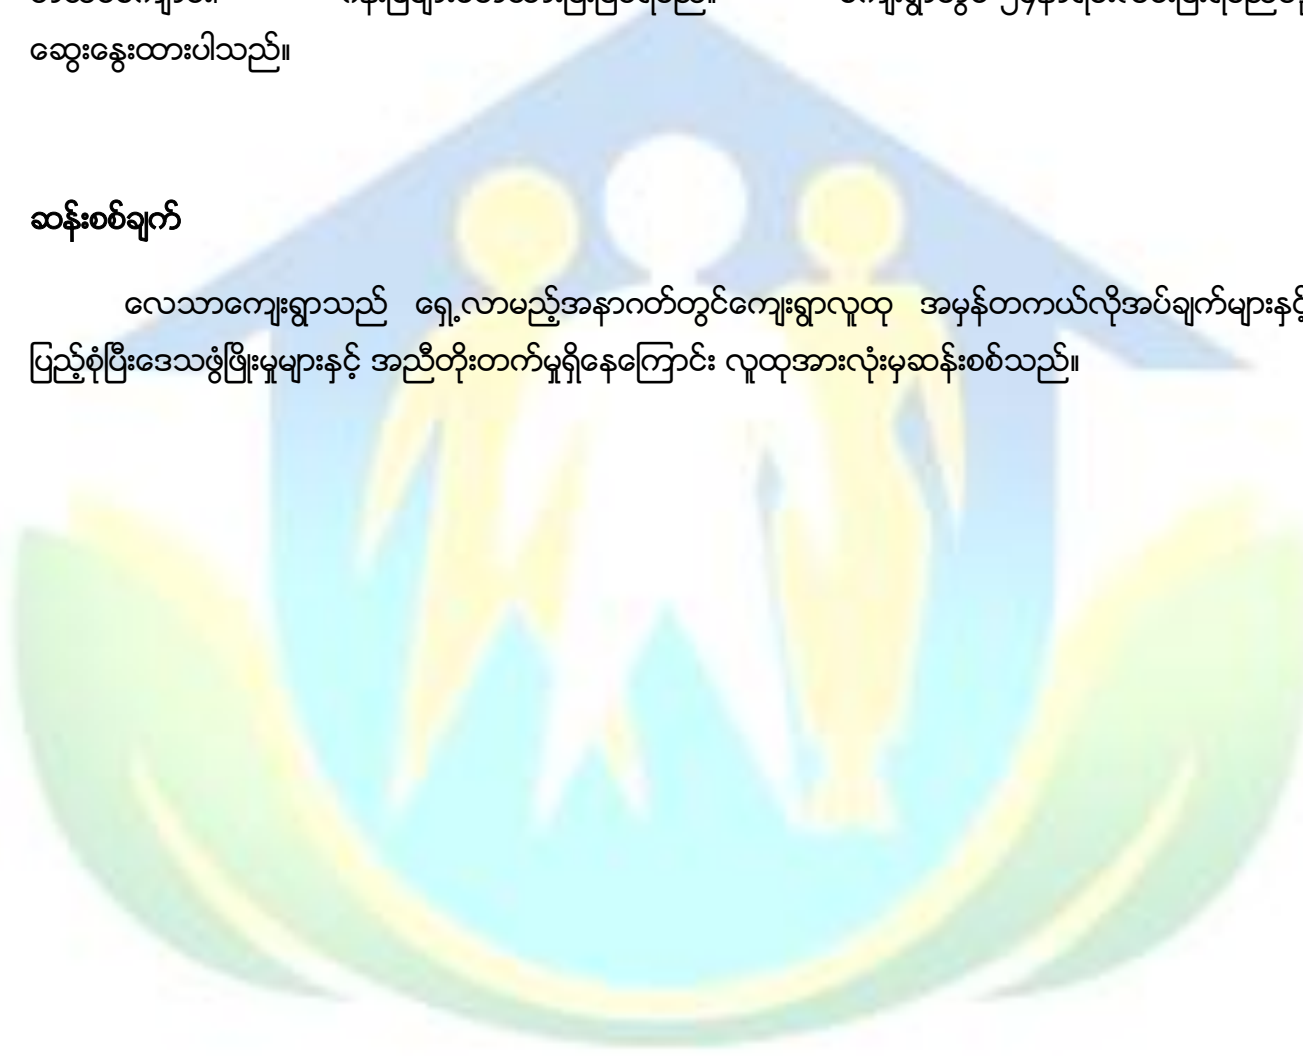 ဆွေးနွေးထားပါသည်။
ဆန်းစစ်ချက်
လေသာကျေးရွာသည် ရှေ့လာမည့်အနာဂတ်တွင်ကျေးရွာလူထု အမှန်တကယ်လိုအပ်ချက်များနှင့်
ပြည့်စုံပြီးဒေသဖွံ့ဖြိုးမှုများနှင့် အညီတိုးတက်မှုရှိနေကြောင်း လူထုအားလုံးမှဆန်းစစ်သည်။